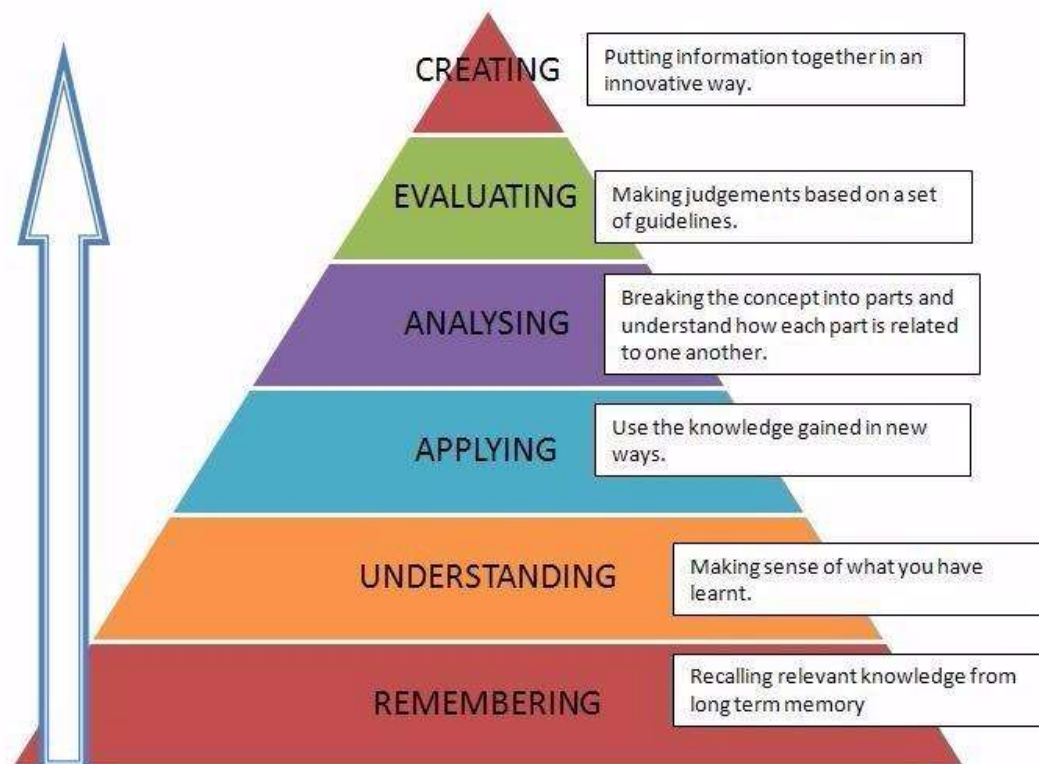 CREATING
Putting information together in an
innovative way.
EVALUATING
Making judgements based on a set
of guidelines.
ANALYSING
Breaking the concept into parts and
understand how each part is related
to one another.
APPLYING
Use the knowledge gained in new
ways.
UNDERSTANDING
Making sense of what you have
learnt.
REMEMBERING
Recalling relevant knowledge from
long term memory